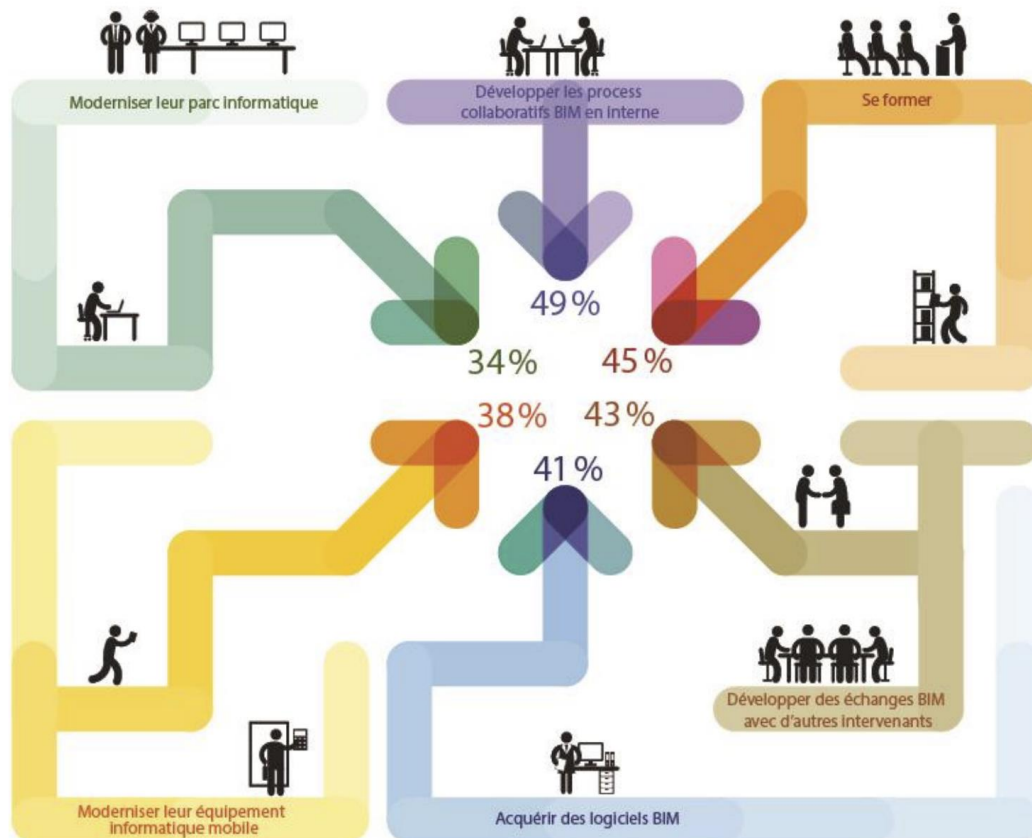 Moderniser leur parc informatique
Développer les process
collaboratifs BIM en interne
Se former
49 %
34 %
45 %
38 %
43 %
41 %
Développer des échanges BIM
avec d'autres intervenants
Moderniser leur équipement
informatique mobile
Acquérir des logiciels BIM